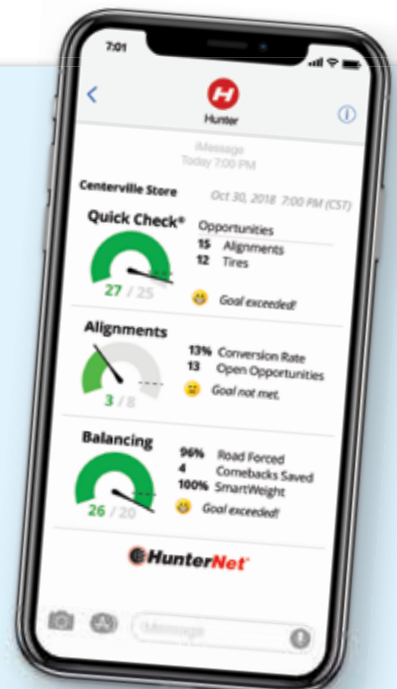 7:01
Hunter
iMessage
Today 7:00 PM
Centerville Store
Oct 30, 2018 7:00 PM (CST)
Quick Check®
Opportunities
15 Alignments
12 Tires
27 / 25
Goal exceeded!
Alignments
13% Conversion Rate
13 Open Opportunities
3 / 8
Goal not met.
Balancing
96% Road Forced
4 Comebacks Saved
100% SmartWeight
26 / 20
Goal exceeded!
HunterNet
iMessage